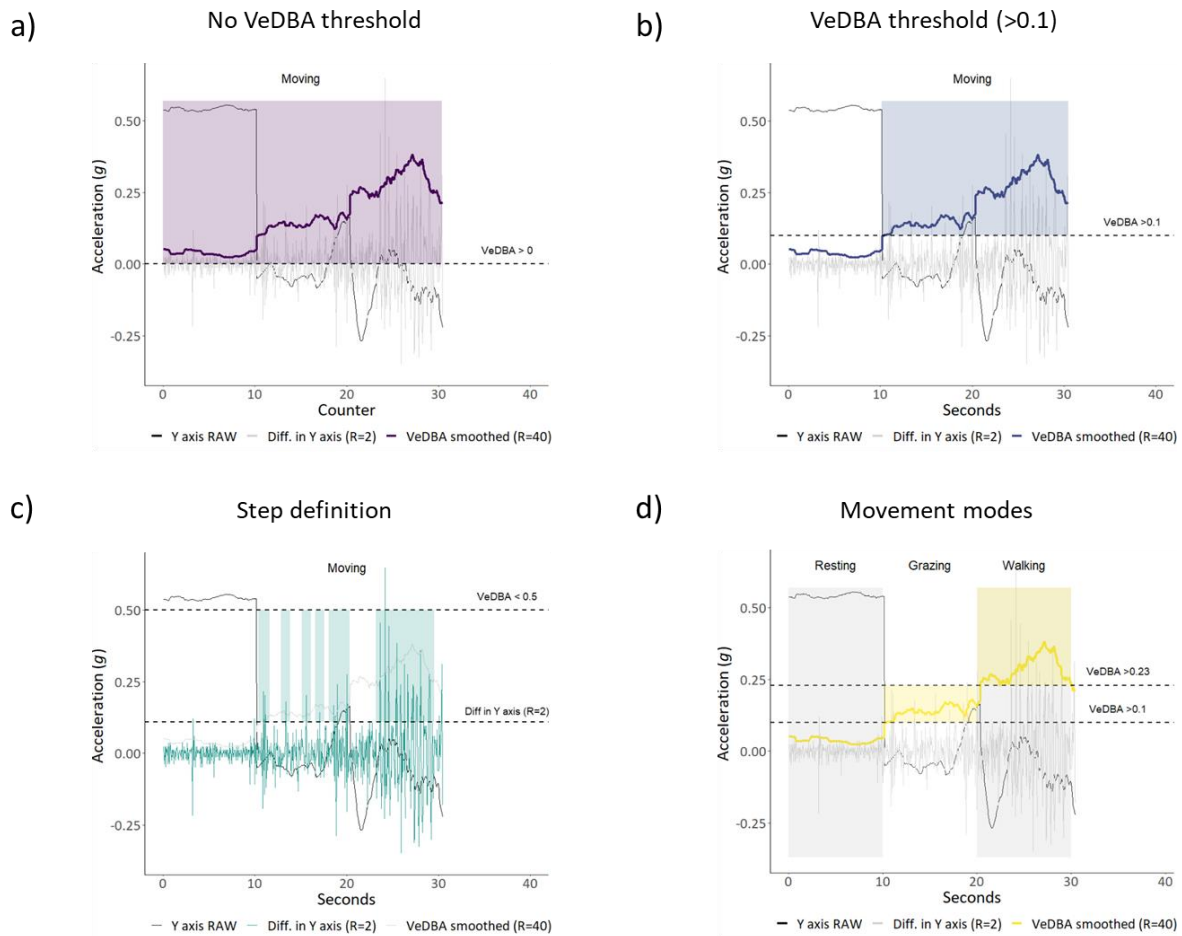 a)
No VeDBA threshold
Moving
0.50
0.25
0.00
-0.25
Acceleration (g)
VeDBA > 0
0 10 20 30 40
Counter
Y axis RAW Diff. in Y axis (R=2) VeDBA smoothed (R=40)
b)
VeDBA threshold (>0.1)
Moving
0.50
0.25
0.00
-0.25
Acceleration (g)
VeDBA >0.1
0 10 20 30 40
Seconds
Y axis RAW Diff. in Y axis (R=2) VeDBA smoothed (R=40)
c)
Step definition
Moving
0.50
0.25
0.00
-0.25
Acceleration (g)
VeDBA < 0.5
Diff in Y axis (R=2)
0 10 20 30 40
Seconds
Y axis RAW Diff. in Y axis (R=2) VeDBA smoothed (R=40)
d)
Movement modes
Resting Grazing Walking
0.50
0.25
0.00
-0.25
Acceleration (g)
VeDBA >0.23
VeDBA >0.1
0 10 20 30 40
Seconds
Y axis RAW Diff. in Y axis (R=2) VeDBA smoothed (R=40)